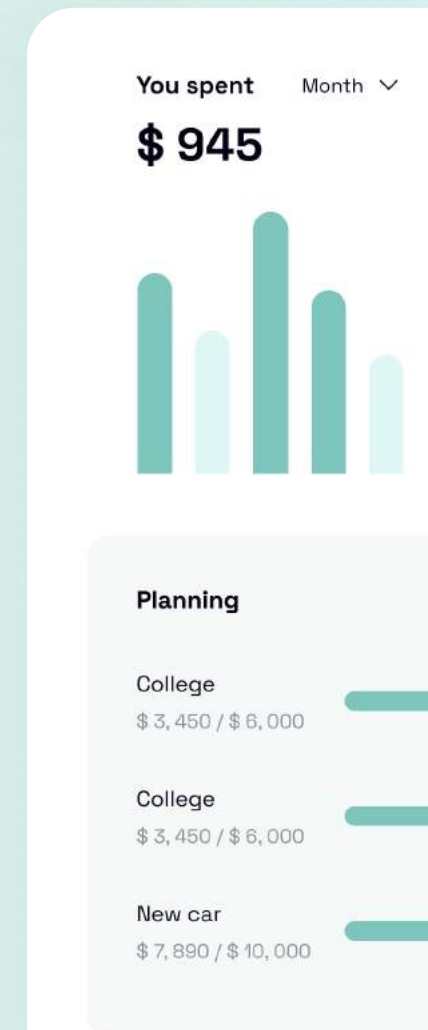 You spent Month
$ 945
Planning
College
$ 3, 450 / $ 6, 000
College
$ 3, 450 / $ 6, 000
New car
$ 7, 890 / $ 10, 000